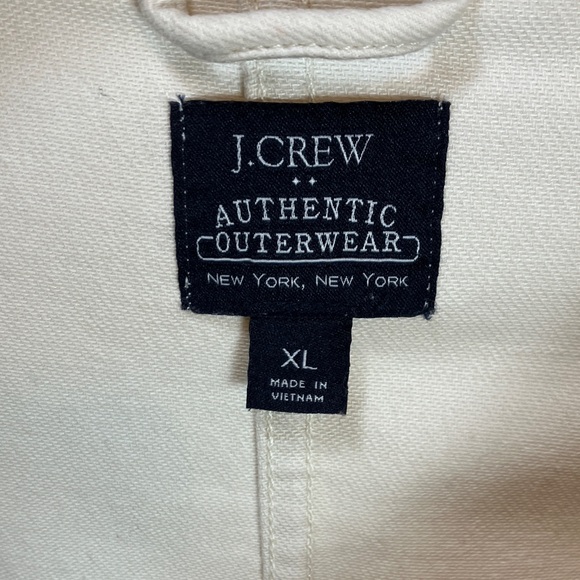 J.CREW
AUTHENTIC
OUTERWEAR
NEW YORK, NEW YORK
XL
MADE IN
VIETNAM